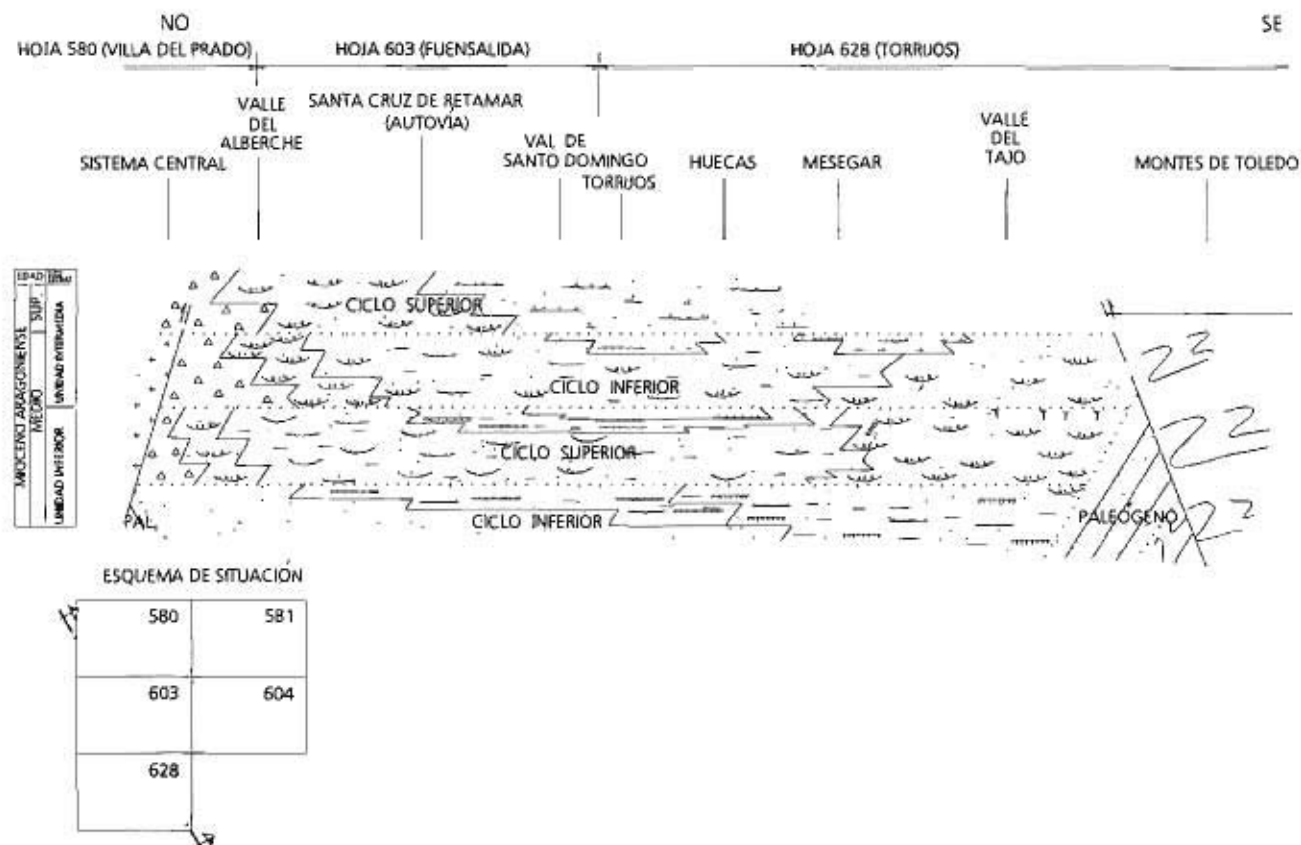 NO
SE
HOJA 580 (VILLA DEL PRADO)
HOJA 603 (FUENSALIDA)
HOJA 628 (TORRIJOS)
SISTEMA CENTRAL
VALLE
DEL
ALBERCHE
SANTA CRUZ DE RETAMAR
(AUTOVÍA)
VAL DE
SANTO DOMINGO
TORRIJOS
HUECAS
MESEGAR
VALLE
DEL
TAJO
MONTES DE TOLEDO
EDAD
MIOCENO ARAGONIENSE
SUP.
MEDIO
UNIDAD INTERMEDIA
UNIDAD INFERIOR
CICLO SUPERIOR
CICLO INFERIOR
CICLO SUPERIOR
CICLO INFERIOR
PAL.
PALEÓGENO
ESQUEMA DE SITUACIÓN
580
581
603
604
628